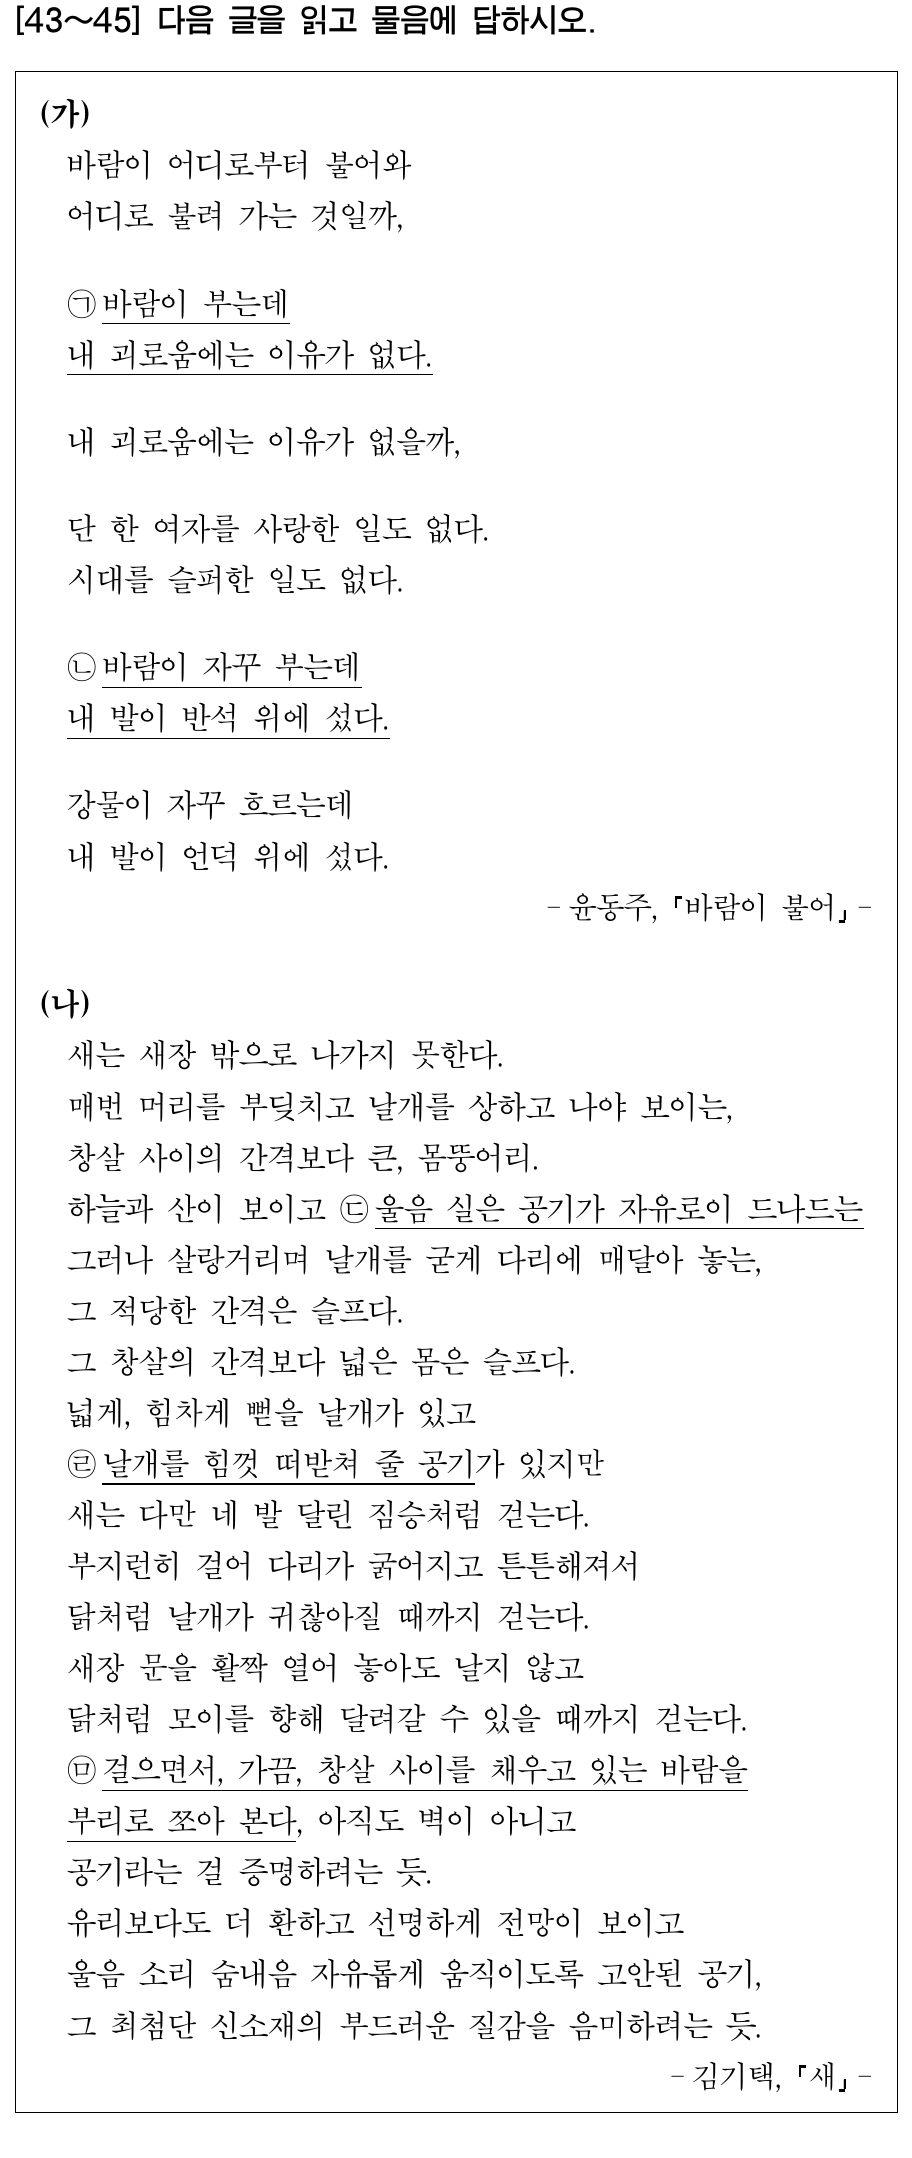 [43～45] 다음 글을 읽고 물음에 답하시오.
(가)
바람이 어디로부터 불어와
어디로 불려 가는 것일까,
㉠바람이 부는데
내 괴로움에는 이유가 없다.
내 괴로움에는 이유가 없을까,
단 한 여자를 사랑한 일도 없다.
시대를 슬퍼한 일도 없다.
㉡바람이 자꾸 부는데
내 발이 반석 위에 섰다.
강물이 자꾸 흐르는데
내 발이 언덕 위에 섰다.
- 윤동주, 「바람이 불어」 -
(나)
새는 새장 밖으로 나가지 못한다.
매번 머리를 부딪치고 날개를 상하고 나야 보이는,
창살 사이의 간격보다 큰, 몸뚱어리.
하늘과 산이 보이고 ㉢울음 실은 공기가 자유로이 드나드는
그러나 살랑거리며 날개를 굳게 다리에 매달아 놓는,
그 적당한 간격은 슬프다.
그 창살의 간격보다 넓은 몸은 슬프다.
넓게, 힘차게 뻗을 날개가 있고
㉣날개를 힘껏 떠받쳐 줄 공기가 있지만
새는 다만 네 발 달린 짐승처럼 걷는다.
부지런히 걸어 다리가 굵어지고 튼튼해져서
닭처럼 날개가 귀찮아질 때까지 걷는다.
새장 문을 활짝 열어 놓아도 날지 않고
닭처럼 모이를 향해 달려갈 수 있을 때까지 걷는다.
㉤걸으면서, 가끔, 창살 사이를 채우고 있는 바람을
부리로 쪼아 본다, 아직도 벽이 아니고
공기라는 걸 증명하려는 듯.
유리보다도 더 환하고 선명하게 전망이 보이고
울음 소리 숨내음 자유롭게 움직이도록 고안된 공기,
그 최첨단 신소재의 부드러운 질감을 음미하려는 듯.
- 김기택, 「새」 -